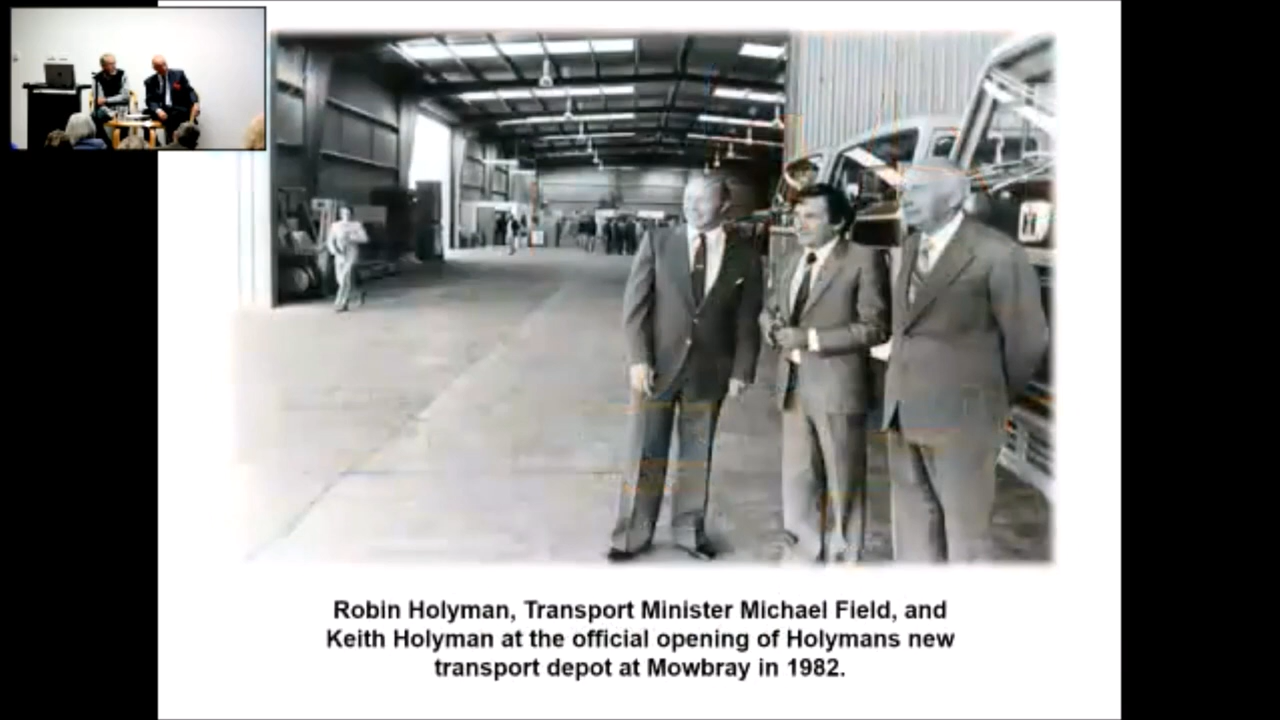 Robin Holyman, Transport Minister Michael Field, and
Keith Holyman at the official opening of Holymans new
transport depot at Mowbray in 1982.